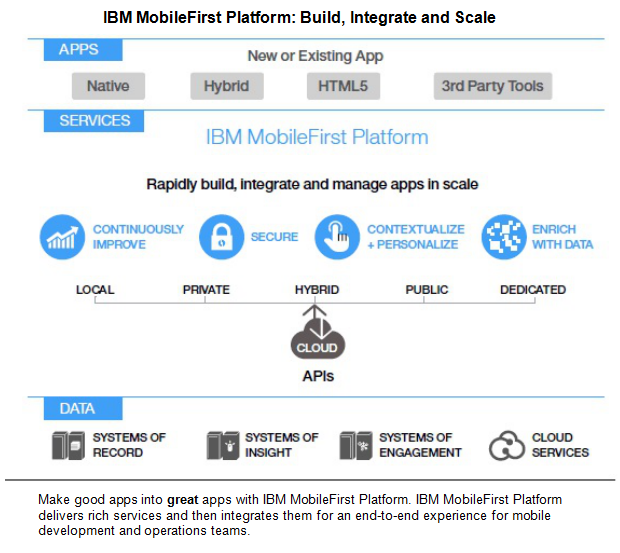 IBM MobileFirst Platform: Build, Integrate and Scale
APPS
New or Existing App
Native Hybrid HTML5 3rd Party Tools
SERVICES
IBM MobileFirst Platform
Rapidly build, integrate and manage apps in scale
CONTINUOUSLY
IMPROVE
SECURE
CONTEXTUALIZE
+ PERSONALIZE
ENRICH
WITH DATA
LOCAL PRIVATE HYBRID PUBLIC DEDICATED
CLOUD
APIs
DATA
SYSTEMS OF
RECORD
SYSTEMS OF
INSIGHT
SYSTEMS OF
ENGAGEMENT
CLOUD
SERVICES
Make good apps into great apps with IBM MobileFirst Platform. IBM MobileFirst Platform
delivers rich services and then integrates them for an end-to-end experience for mobile
development and operations teams.